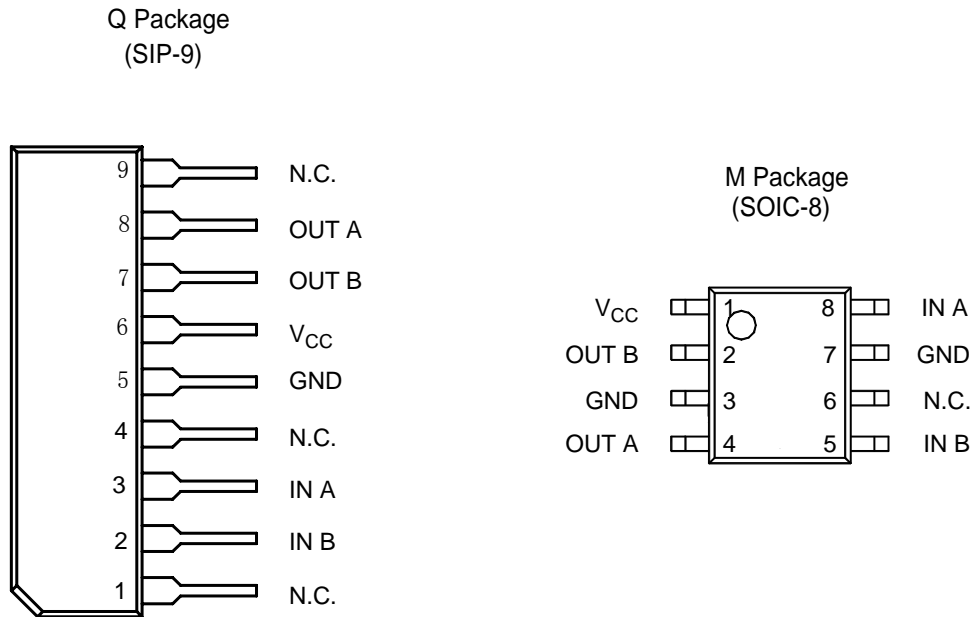 Q Package
(SIP-9)
9 N.C.
8 OUT A
7 OUT B
6 VCC
5 GND
4 N.C.
3 IN A
2 IN B
1 N.C.
M Package
(SOIC-8)
VCC 1 8 IN A
OUT B 2 7 GND
GND 3 6 N.C.
OUT A 4 5 IN B